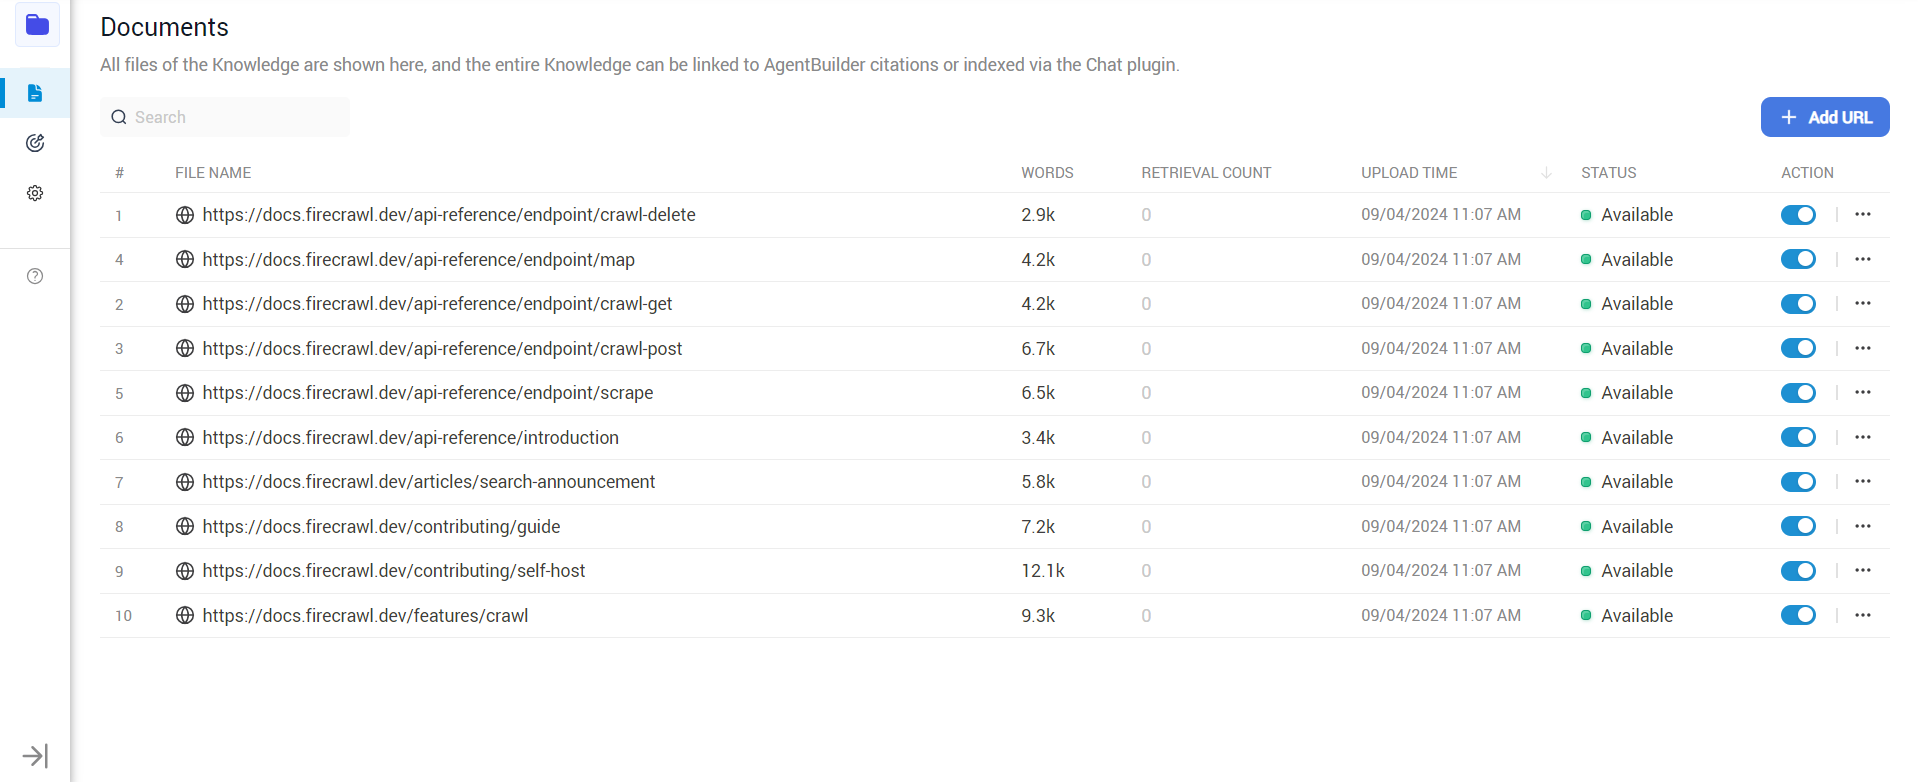 Documents
All files of the Knowledge are shown here, and the entire Knowledge can be linked to AgentBuilder citations or indexed via the Chat plugin.
Search
+ Add URL
# FILE NAME WORDS RETRIEVAL COUNT UPLOAD TIME STATUS ACTION
1 https://docs.firecrawl.dev/api-reference/endpoint/crawl-delete 2.9k 0 09/04/2024 11:07 AM Available
4 https://docs.firecrawl.dev/api-reference/endpoint/map 4.2k 0 09/04/2024 11:07 AM Available
2 https://docs.firecrawl.dev/api-reference/endpoint/crawl-get 4.2k 0 09/04/2024 11:07 AM Available
3 https://docs.firecrawl.dev/api-reference/endpoint/crawl-post 6.7k 0 09/04/2024 11:07 AM Available
5 https://docs.firecrawl.dev/api-reference/endpoint/scrape 6.5k 0 09/04/2024 11:07 AM Available
6 https://docs.firecrawl.dev/api-reference/introduction 3.4k 0 09/04/2024 11:07 AM Available
7 https://docs.firecrawl.dev/articles/search-announcement 5.8k 0 09/04/2024 11:07 AM Available
8 https://docs.firecrawl.dev/contributing/guide 7.2k 0 09/04/2024 11:07 AM Available
9 https://docs.firecrawl.dev/contributing/self-host 12.1k 0 09/04/2024 11:07 AM Available
10 https://docs.firecrawl.dev/features/crawl 9.3k 0 09/04/2024 11:07 AM Available